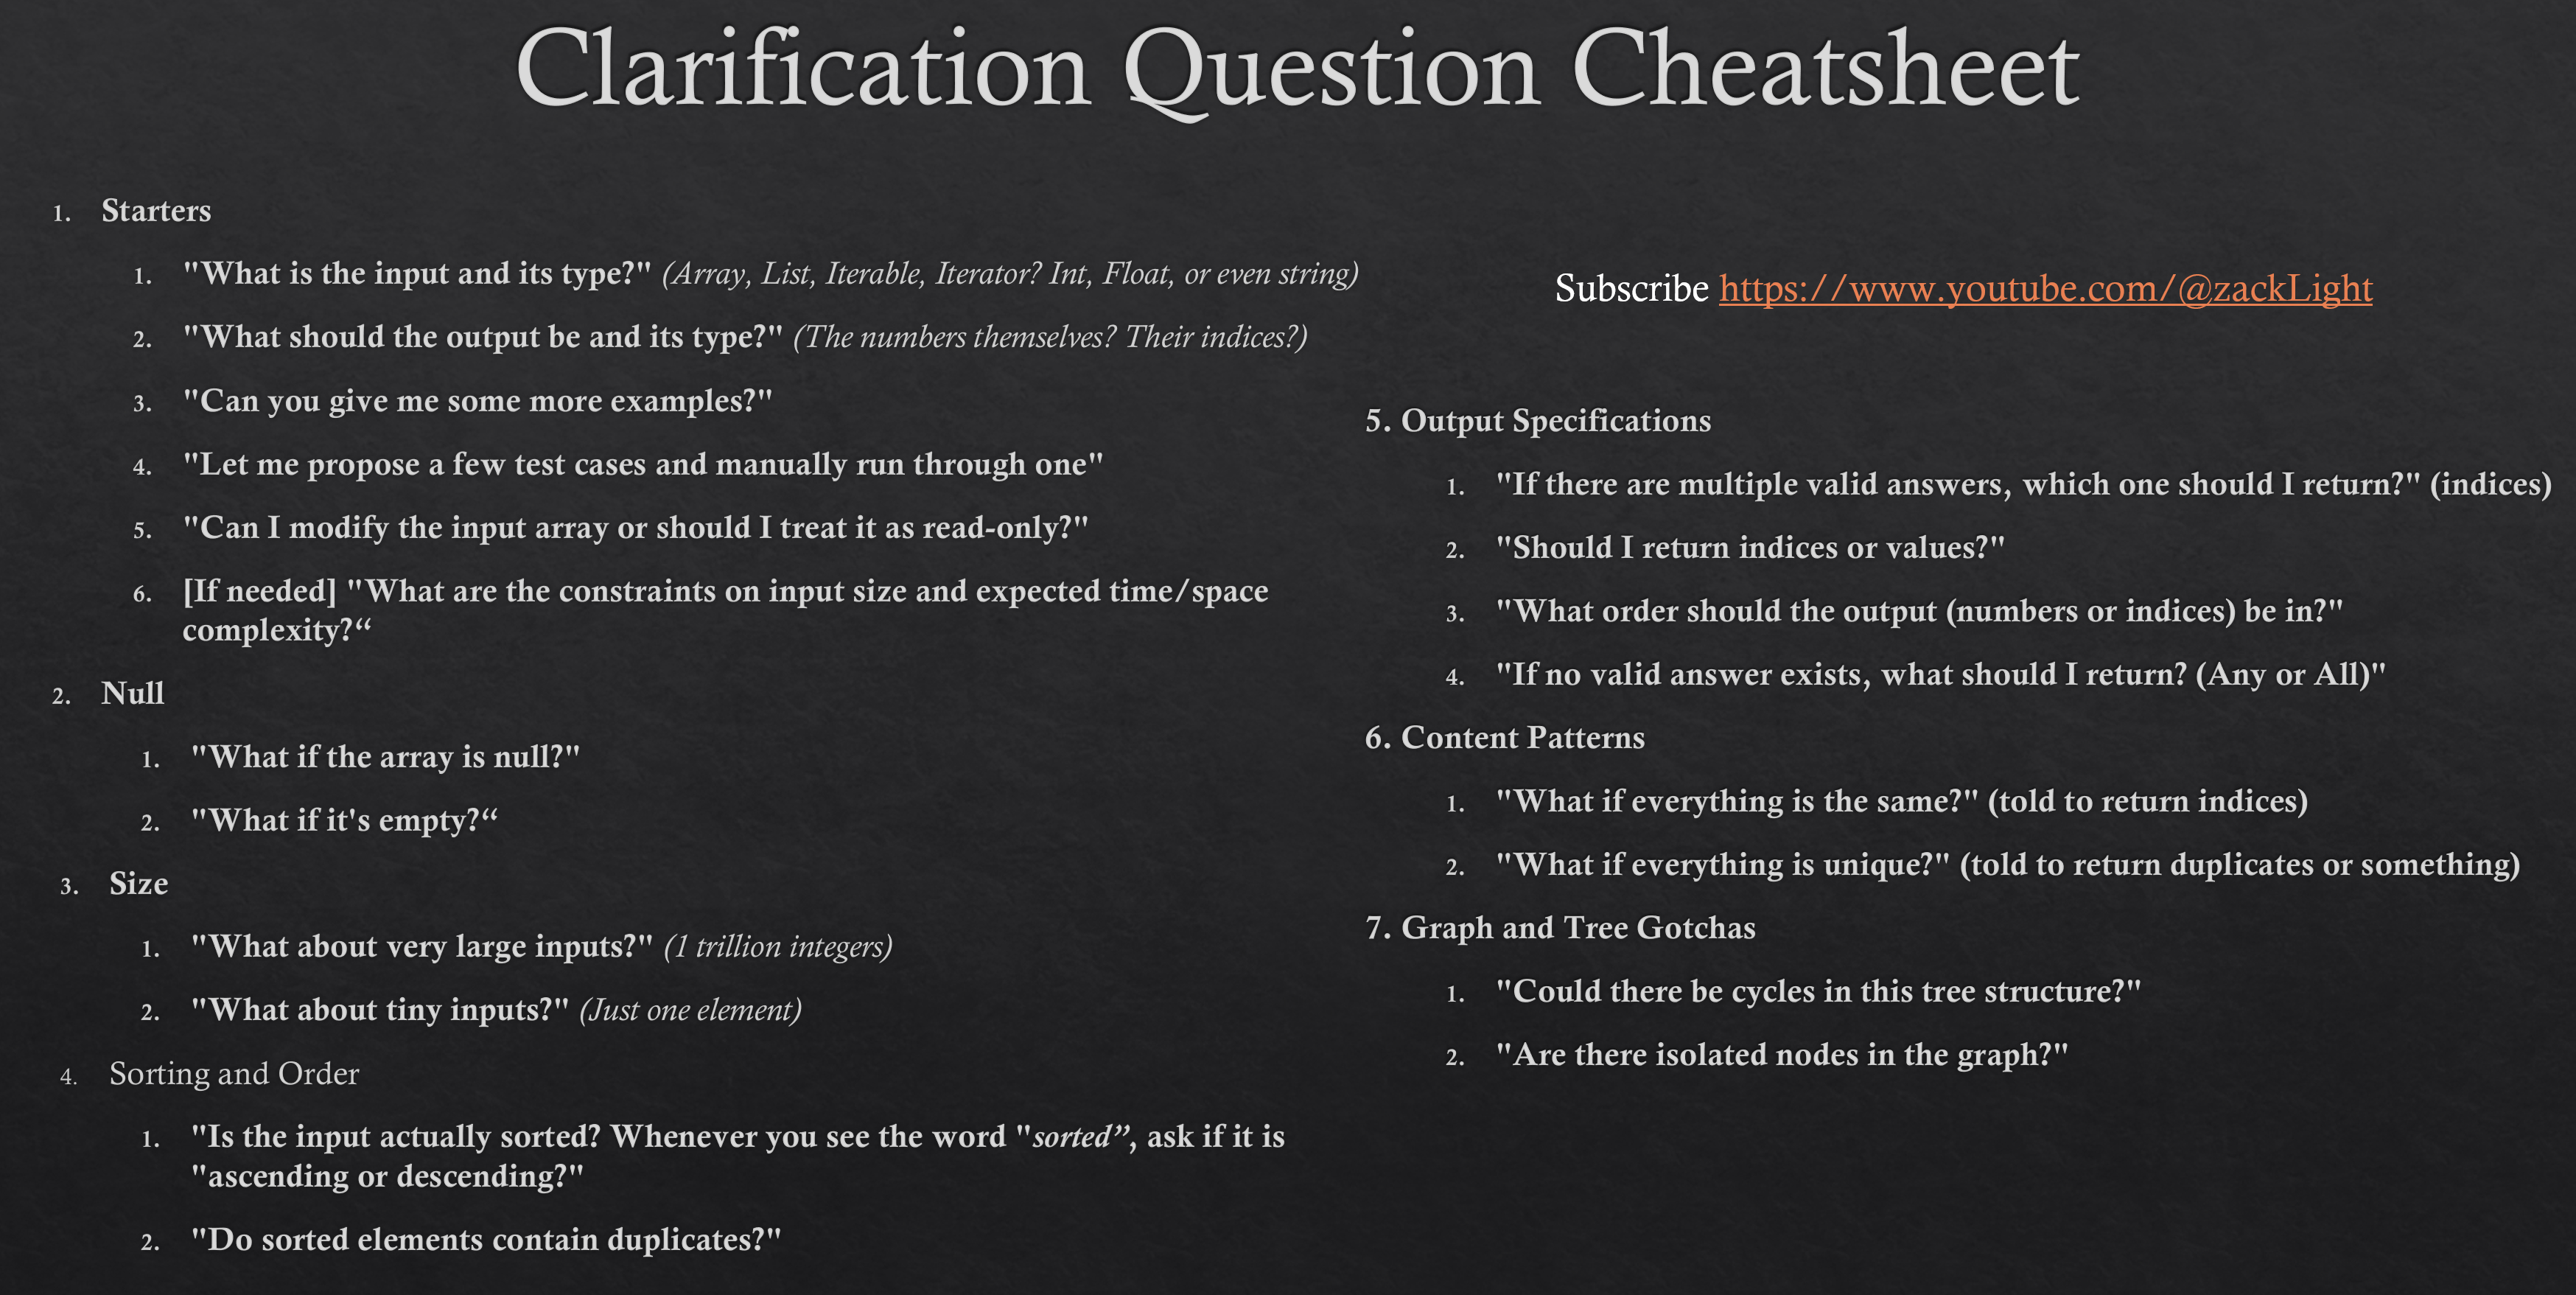 Clarification Question Cheatsheet
1. Starters
1. "What is the input and its type?" (Array, List, Iterable, Iterator? Int, Float, or even string)
2. "What should the output be and its type?" (The numbers themselves? Their indices?)
3. "Can you give me some more examples?"
4. "Let me propose a few test cases and manually run through one"
5. "Can I modify the input array or should I treat it as read-only?"
6. [If needed] "What are the constraints on input size and expected time/space
complexity?“
2. Null
1. "What if the array is null?"
2. "What if it's empty?“
3. Size
1. "What about very large inputs?" (1 trillion integers)
2. "What about tiny inputs?" (Just one element)
4. Sorting and Order
1. "Is the input actually sorted? Whenever you see the word "sorted”, ask if it is
"ascending or descending?"
2. "Do sorted elements contain duplicates?"
Subscribe https://www.youtube.com/@zackLight
5. Output Specifications
1. "If there are multiple valid answers, which one should I return?" (indices)
2. "Should I return indices or values?"
3. "What order should the output (numbers or indices) be in?"
4. "If no valid answer exists, what should I return? (Any or All)"
6. Content Patterns
1. "What if everything is the same?" (told to return indices)
2. "What if everything is unique?" (told to return duplicates or something)
7. Graph and Tree Gotchas
1. "Could there be cycles in this tree structure?"
2. "Are there isolated nodes in the graph?"